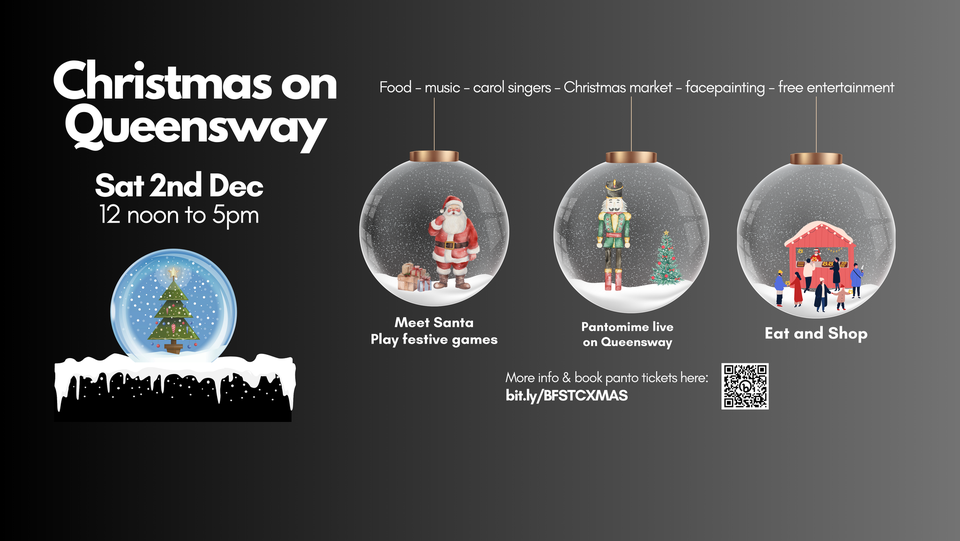 Christmas on
Queensway
Sat 2nd Dec
12 noon to 5pm
Food - music - carol singers - Christmas market - facepainting - free entertainment
Meet Santa
Play festive games
Pantomime live
on Queensway
Eat and Shop
More info & book panto tickets here:
bit.ly/BFSTCXMAS